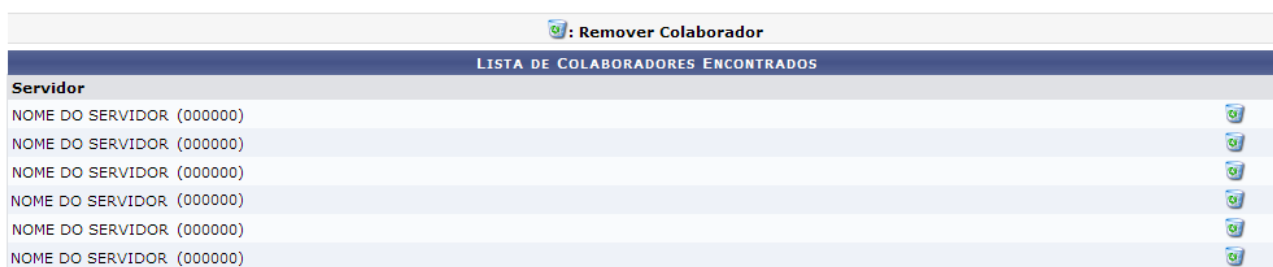 : Remover Colaborador
LISTA DE COLABORADORES ENCONTRADOS
Servidor
NOME DO SERVIDOR (000000)
NOME DO SERVIDOR (000000)
NOME DO SERVIDOR (000000)
NOME DO SERVIDOR (000000)
NOME DO SERVIDOR (000000)
NOME DO SERVIDOR (000000)